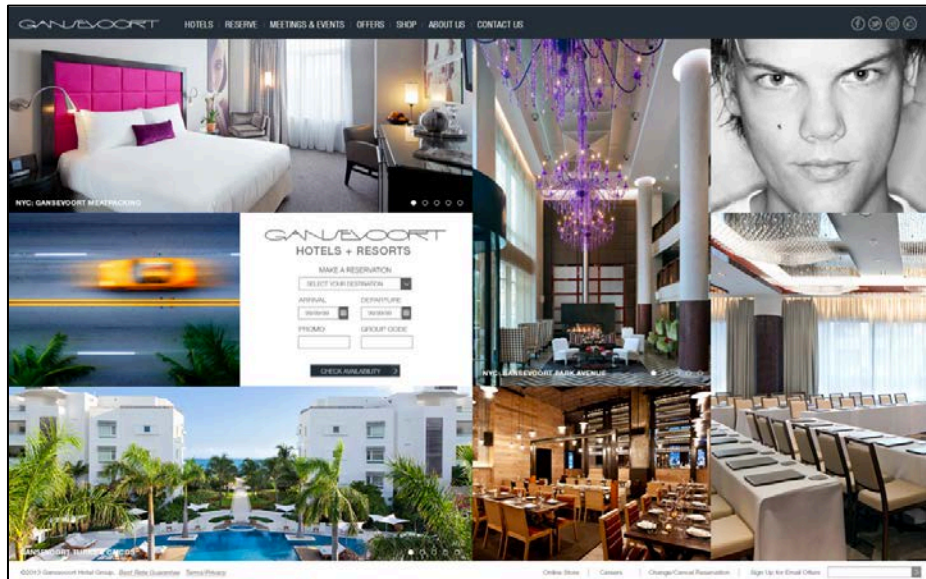 GANSEVOORT HOTELS RESERVE MEETINGS & EVENTS OFFERS SHOP ABOUT US CONTACT US
NYC: GANSEVOORT MEATPACKING
GANSEVOORT
HOTELS + RESORTS
MAKE A RESERVATION
SELECT YOUR DESTINATION
ARRIVAL DEPARTURE
PROMO GROUP CODE
CHECK AVAILABILITY
NYC: GANSEVOORT PARK AVENUE
GANSEVOORT TURKS + CAICOS
©2013 Gansevoort Hotel Group, Best Rate Guarantee Terms/Privacy Online Store Careers Change/Cancel Reservation Sign Up for Email Offers